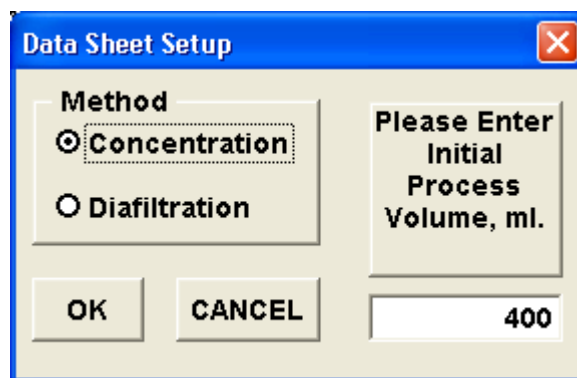 Data Sheet Setup
Method
Concentration
Diafiltration
Please Enter
Initial
Process
Volume, ml.
OK
CANCEL
400